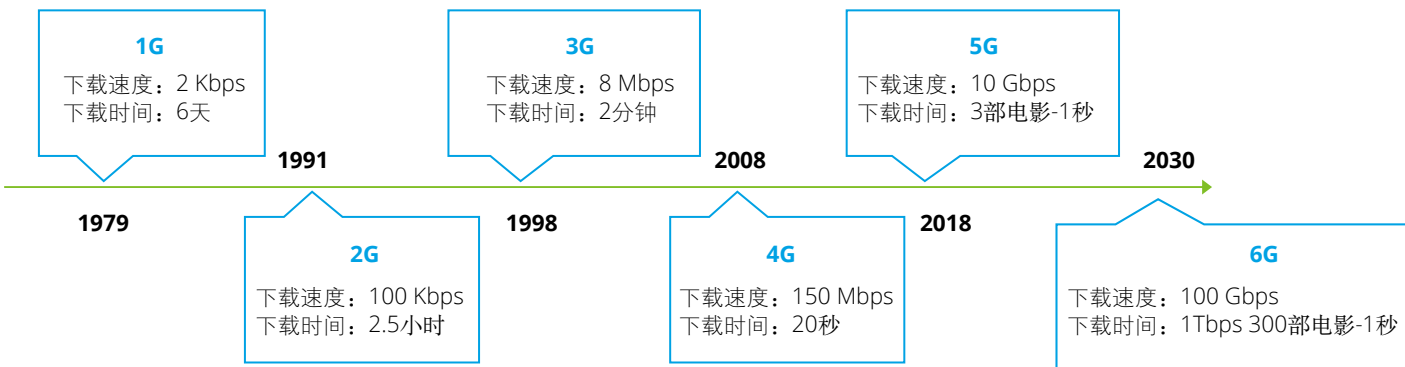 1G
下载速度：2 Kbps
下载时间：6天
3G
下载速度：8 Mbps
下载时间：2分钟
5G
下载速度：10 Gbps
下载时间：3部电影-1秒
1991
2008
2030
1979
1998
2018
2G
下载速度：100 Kbps
下载时间：2.5小时
4G
下载速度：150 Mbps
下载时间：20秒
6G
下载速度：100 Gbps
下载时间：1Tbps 300部电影-1秒